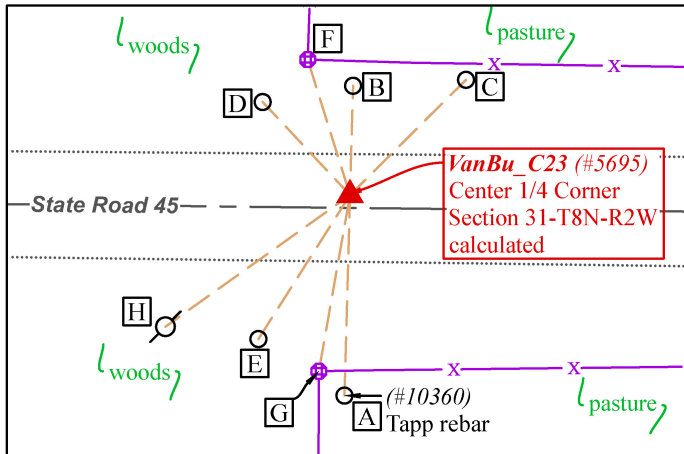 woods
F
pasture
x
x
D
B
C
VanBu_C23 (#5695)
Center 1/4 Corner
Section 31-T8N-R2W
calculated
State Road 45
H
E
woods
x
x
G
A
(#10360)
Tapp rebar
pasture